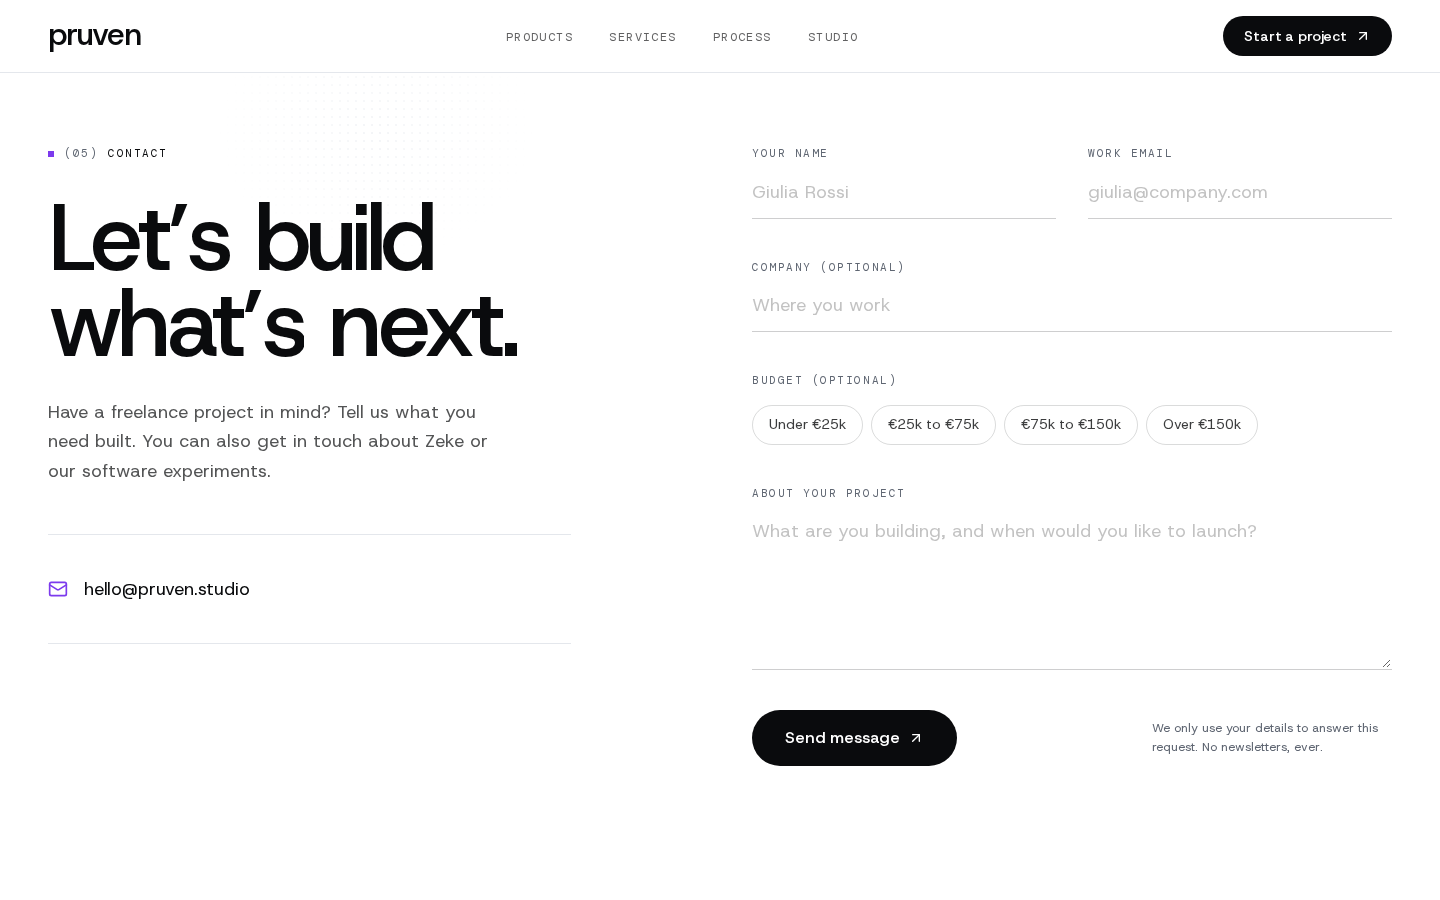 pruven
PRODUCTS
SERVICES
PROCESS
STUDIO
Start a project
(05) CONTACT
Let’s build
what’s next.
Have a freelance project in mind? Tell us what you
need built. You can also get in touch about Zeke or
our software experiments.
hello@pruven.studio
YOUR NAME
Giulia Rossi
WORK EMAIL
giulia@company.com
COMPANY (OPTIONAL)
Where you work
BUDGET (OPTIONAL)
Under €25k
€25k to €75k
€75k to €150k
Over €150k
ABOUT YOUR PROJECT
What are you building, and when would you like to launch?
Send message
We only use your details to answer this
request. No newsletters, ever.